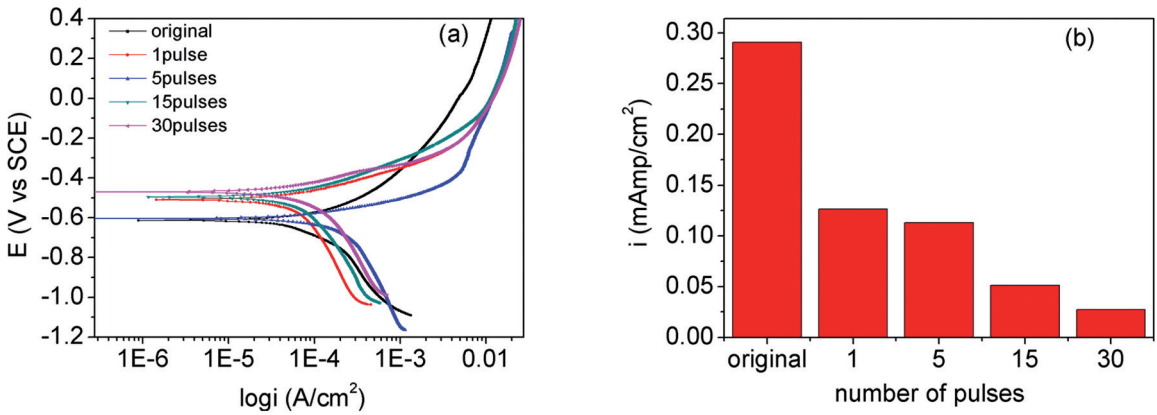 (a)
original
1pulse
5pulses
15pulses
30pulses
0.4
0.2
0.0
-0.2
-0.4
-0.6
-0.8
-1.0
-1.2
E (V vs SCE)
1E-6 1E-5 1E-4 1E-3 0.01
logi (A/cm²)
(b)
0.30
0.25
0.20
0.15
0.10
0.05
0.00
i (mAmp/cm²)
original 1 5 15 30
number of pulses